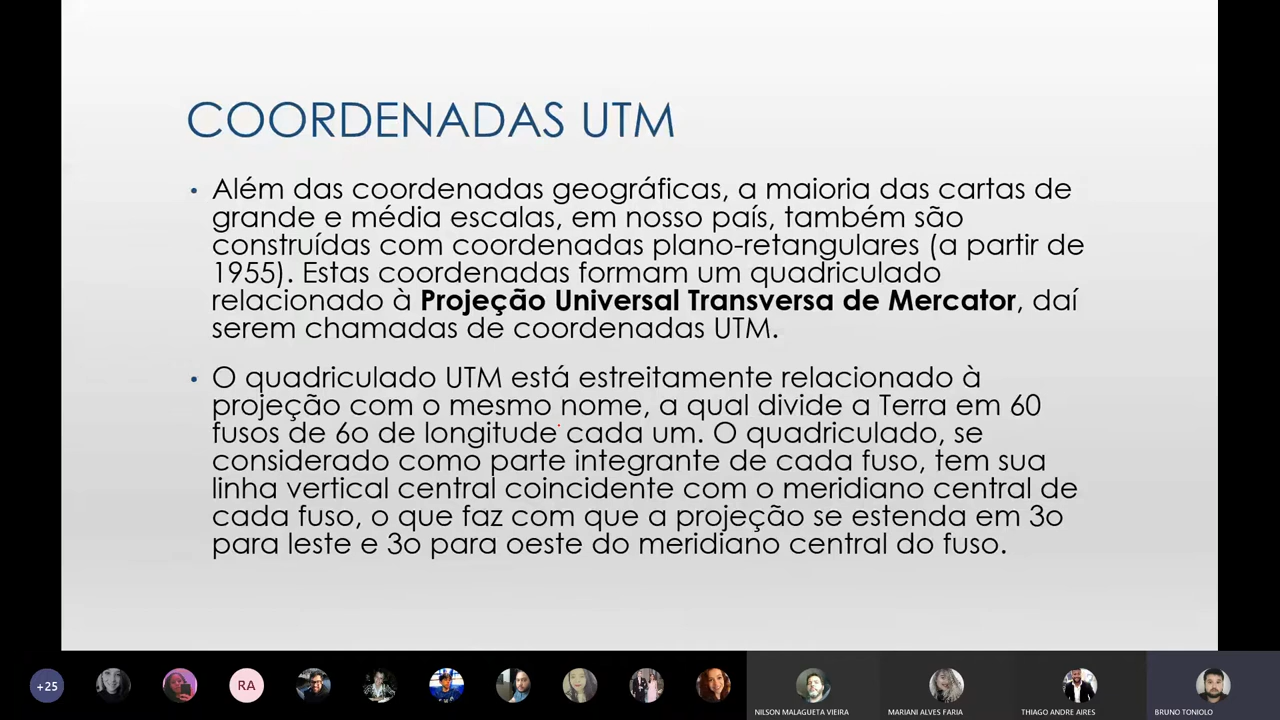 COORDENADAS UTM
• Além das coordenadas geográficas, a maioria das cartas de
grande e média escalas, em nosso país, também são
construídas com coordenadas plano-retangulares (a partir de
1955). Estas coordenadas formam um quadriculado
relacionado à Projeção Universal Transversa de Mercator, daí
serem chamadas de coordenadas UTM.
• O quadriculado UTM está estreitamente relacionado à
projeção com o mesmo nome, a qual divide a Terra em 60
fusos de 6o de longitude cada um. O quadriculado, se
considerado como parte integrante de cada fuso, tem sua
linha vertical central coincidente com o meridiano central de
cada fuso, o que faz com que a projeção se estenda em 3o
para leste e 3o para oeste do meridiano central do fuso.
+25
RA
NILSON MALAGUETA VIEIRA
MARIANI ALVES FARIA
THIAGO ANDRE AIRES
BRUNO TONIOLO